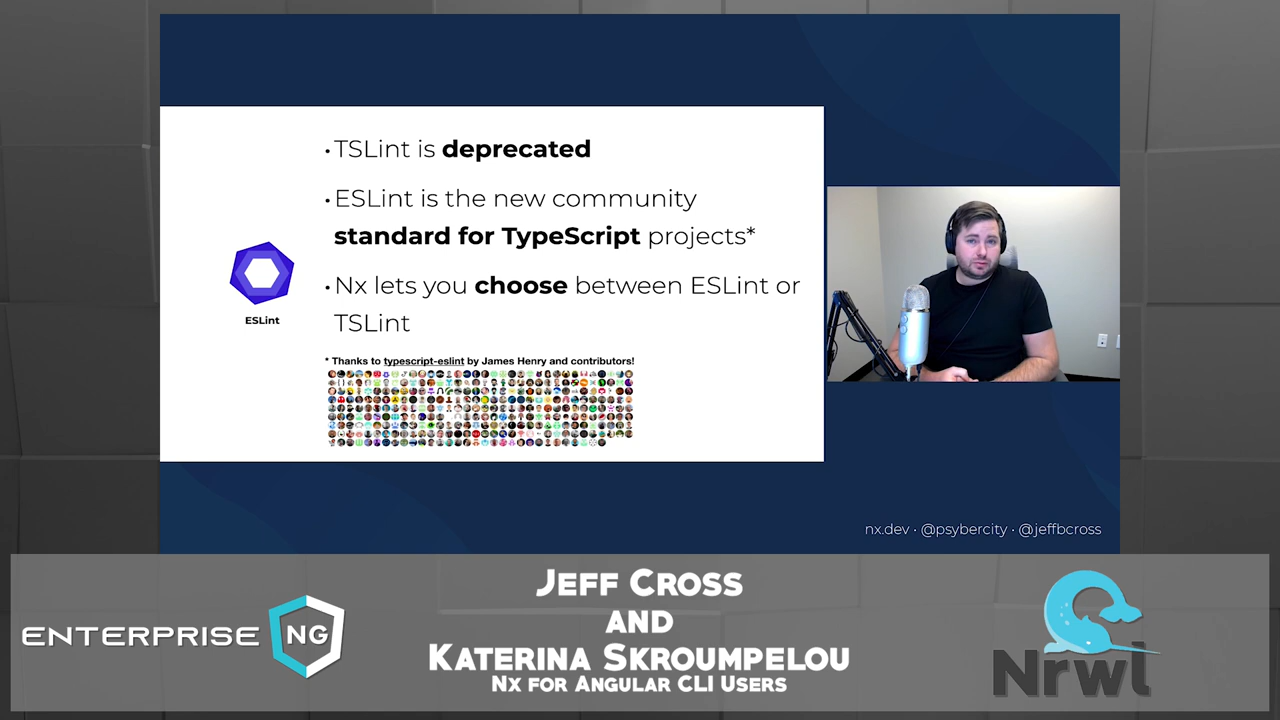 • TSLint is deprecated
• ESLint is the new community
standard for TypeScript projects*
• Nx lets you choose between ESLint or
TSLint
ESLint
* Thanks to typescript-eslint by James Henry and contributors!
nx.dev · @psybercity · @jeffbcross
ENTERPRISE NG
JEFF CROSS
AND
KATERINA SKROUMPELOU
NX FOR ANGULAR CLI USERS
Nrwl